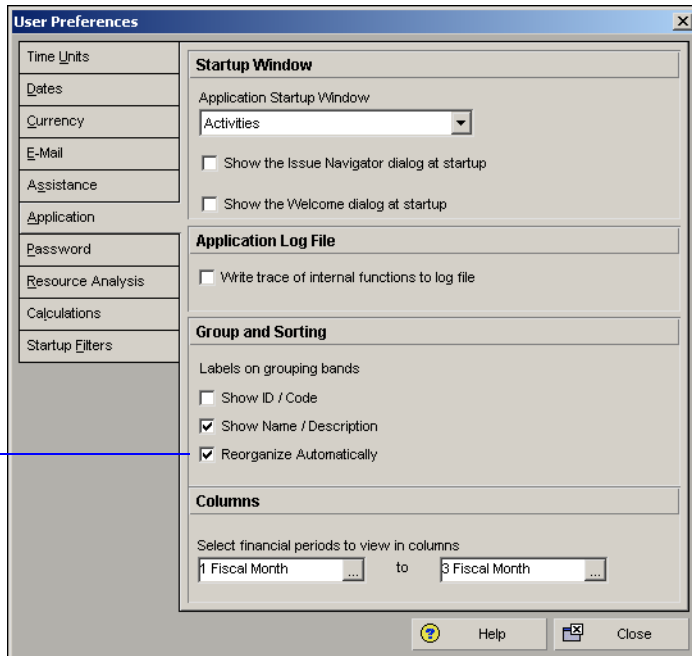 User Preferences
Time Units
Dates
Currency
E-Mail
Assistance
Application
Password
Resource Analysis
Calculations
Startup Filters
Startup Window
Application Startup Window
Activities
Show the Issue Navigator dialog at startup
Show the Welcome dialog at startup
Application Log File
Write trace of internal functions to log file
Group and Sorting
Labels on grouping bands
Show ID / Code
Show Name / Description
Reorganize Automatically
Columns
Select financial periods to view in columns
1 Fiscal Month ... to 3 Fiscal Month ...
Help Close